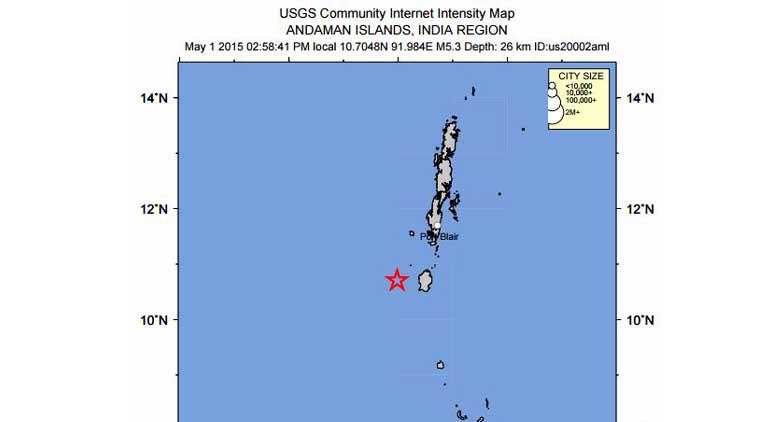 USGS Community Internet Intensity Map
ANDAMAN ISLANDS, INDIA REGION
May 1 2015 02:58:41 PM local 10.7048N 91.984E M5.3 Depth: 26 km ID:us20002aml
CITY SIZE
<10,000
10,000+
100,000+
2M+
14°N 14°N
12°N 12°N
Port Blair
10°N 10°N